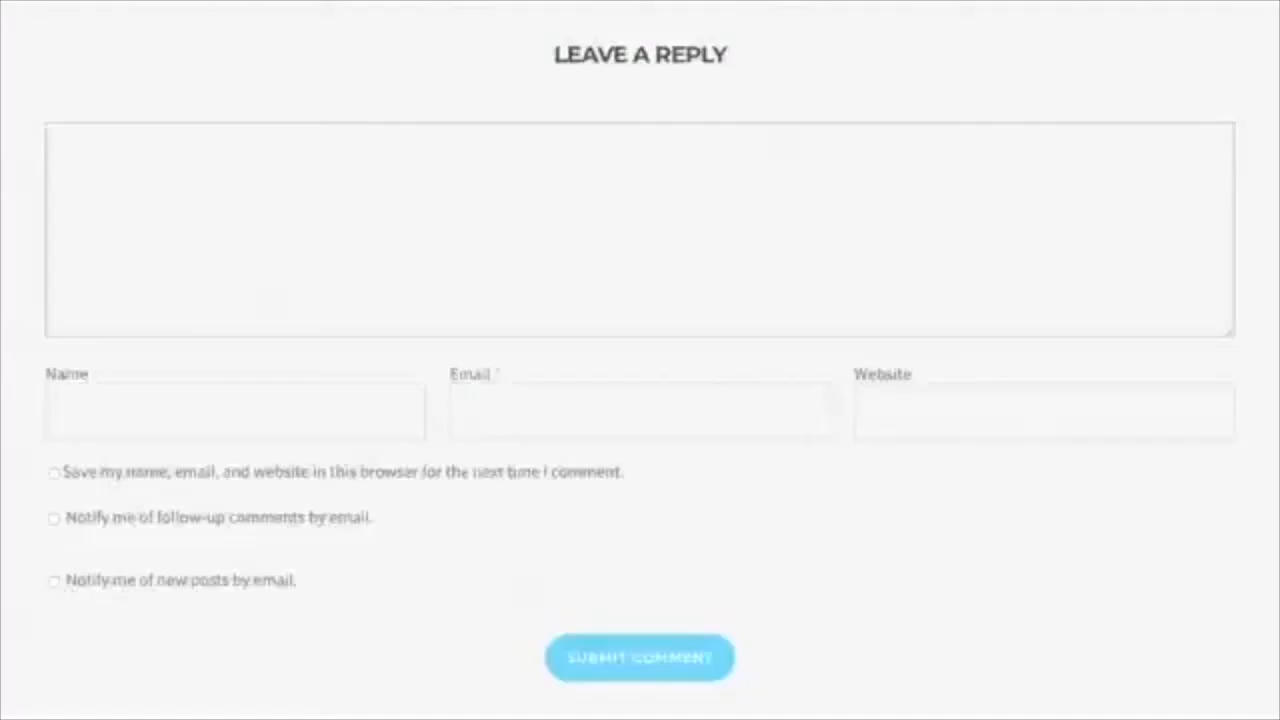 LEAVE A REPLY
Name Email * Website
Save my name, email, and website in this browser for the next time I comment.
Notify me of follow-up comments by email.
Notify me of new posts by email.
SUBMIT COMMENT